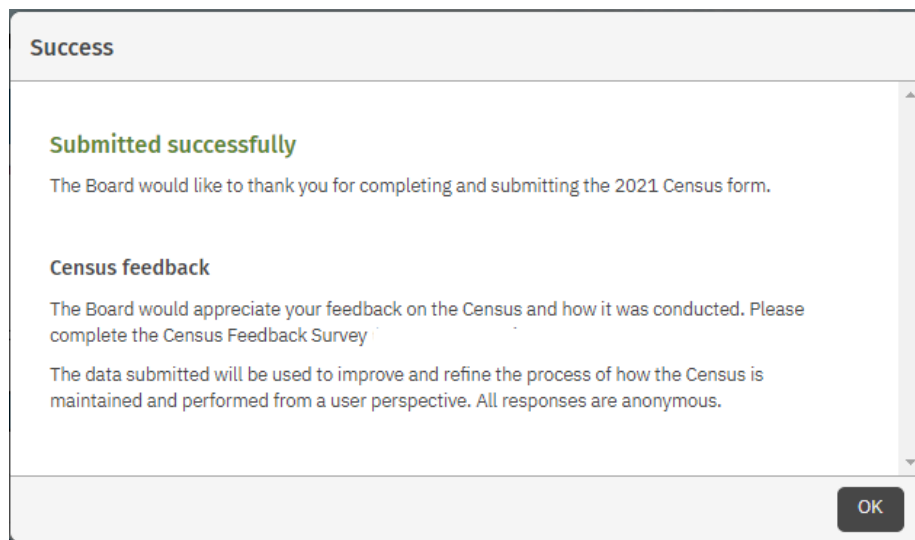 Success
Submitted successfully
The Board would like to thank you for completing and submitting the 2021 Census form.
Census feedback
The Board would appreciate your feedback on the Census and how it was conducted. Please
complete the Census Feedback Survey
The data submitted will be used to improve and refine the process of how the Census is
maintained and performed from a user perspective. All responses are anonymous.
OK